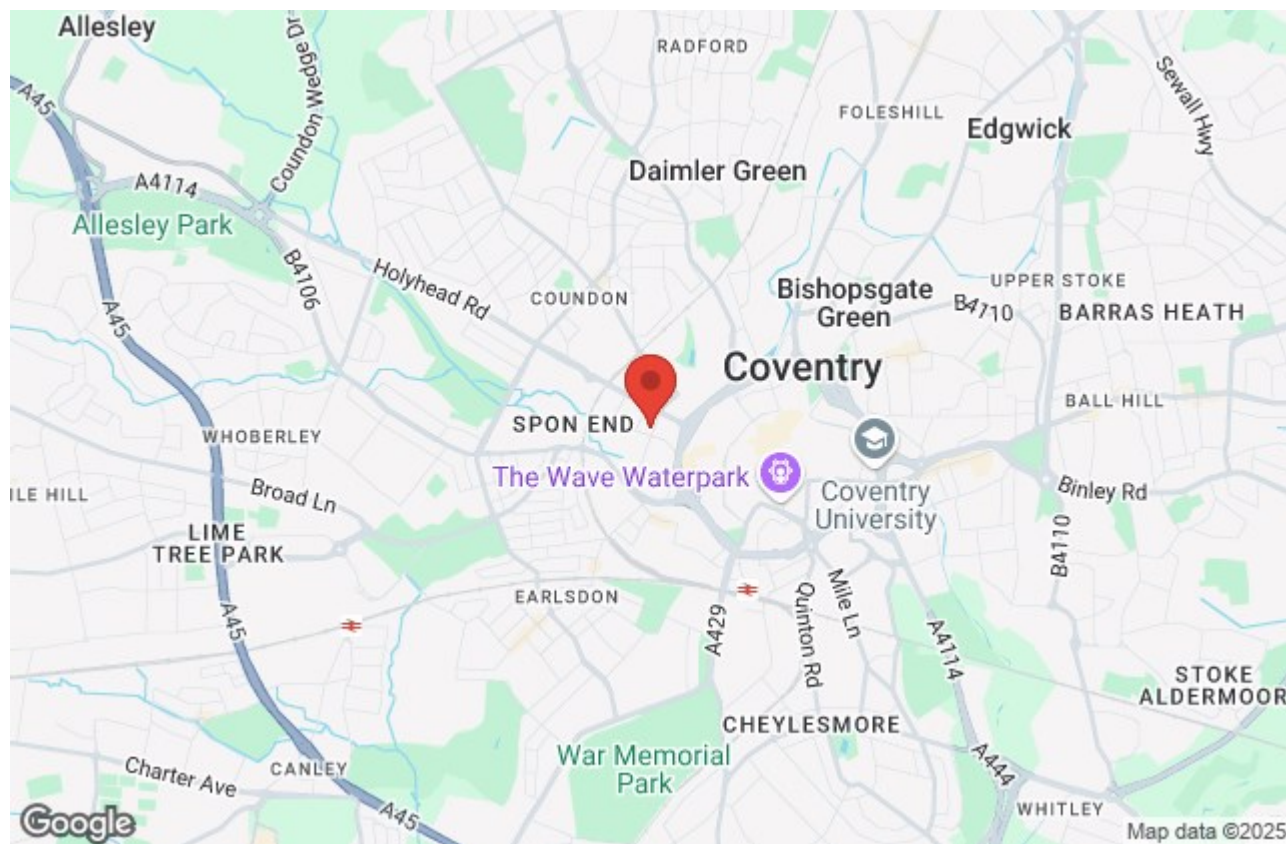 Allesley
Coundon Wedge Dr
RADFORD
Sewall Hwy
FOLESHILL
Edgwick
A45
A4114
Daimler Green
Allesley Park
B4106
Holyhead Rd
COUNDON
Bishopsgate
Green
UPPER STOKE
B4110
BARRAS HEATH
A45
Coventry
SPON END
BALL HILL
WHOBERLEY
The Wave Waterpark
Coventry
University
Binley Rd
ILE HILL
Broad Ln
LIME
TREE PARK
B4110
EARLSDON
A429
Quinton Rd
Mile Ln
A4114
A45
STOKE
ALDERMOOR
CHEYLESMORE
War Memorial
Park
CANLEY
Charter Ave
A45
A444
WHITLEY
Google
Map data ©2025